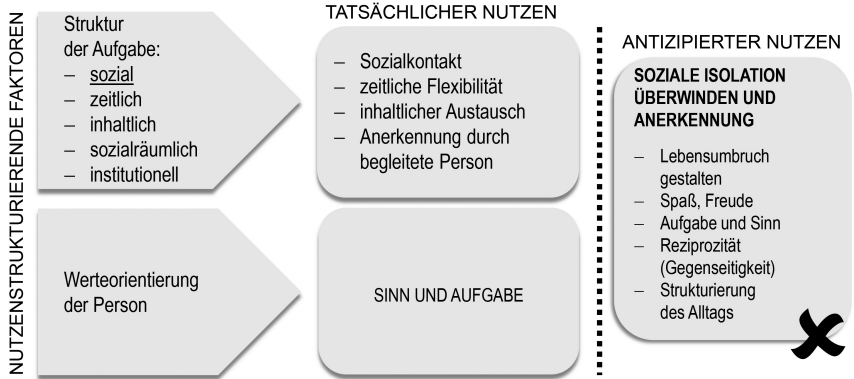 NUTZENSTRUKTURIERENDE FAKTOREN
Struktur
der Aufgabe:
– sozial
– zeitlich
– inhaltlich
– sozialräumlich
– institutionell
Werteorientierung
der Person
TATSÄCHLICHER NUTZEN
– Sozialkontakt
– zeitliche Flexibilität
– inhaltlicher Austausch
– Anerkennung durch
begleitete Person
SINN UND AUFGABE
ANTIZIPIERTER NUTZEN
SOZIALE ISOLATION
ÜBERWINDEN UND
ANERKENNUNG
– Lebensumbruch
gestalten
– Spaß, Freude
– Aufgabe und Sinn
– Reziprozität
(Gegenseitigkeit)
– Strukturierung
des Alltags